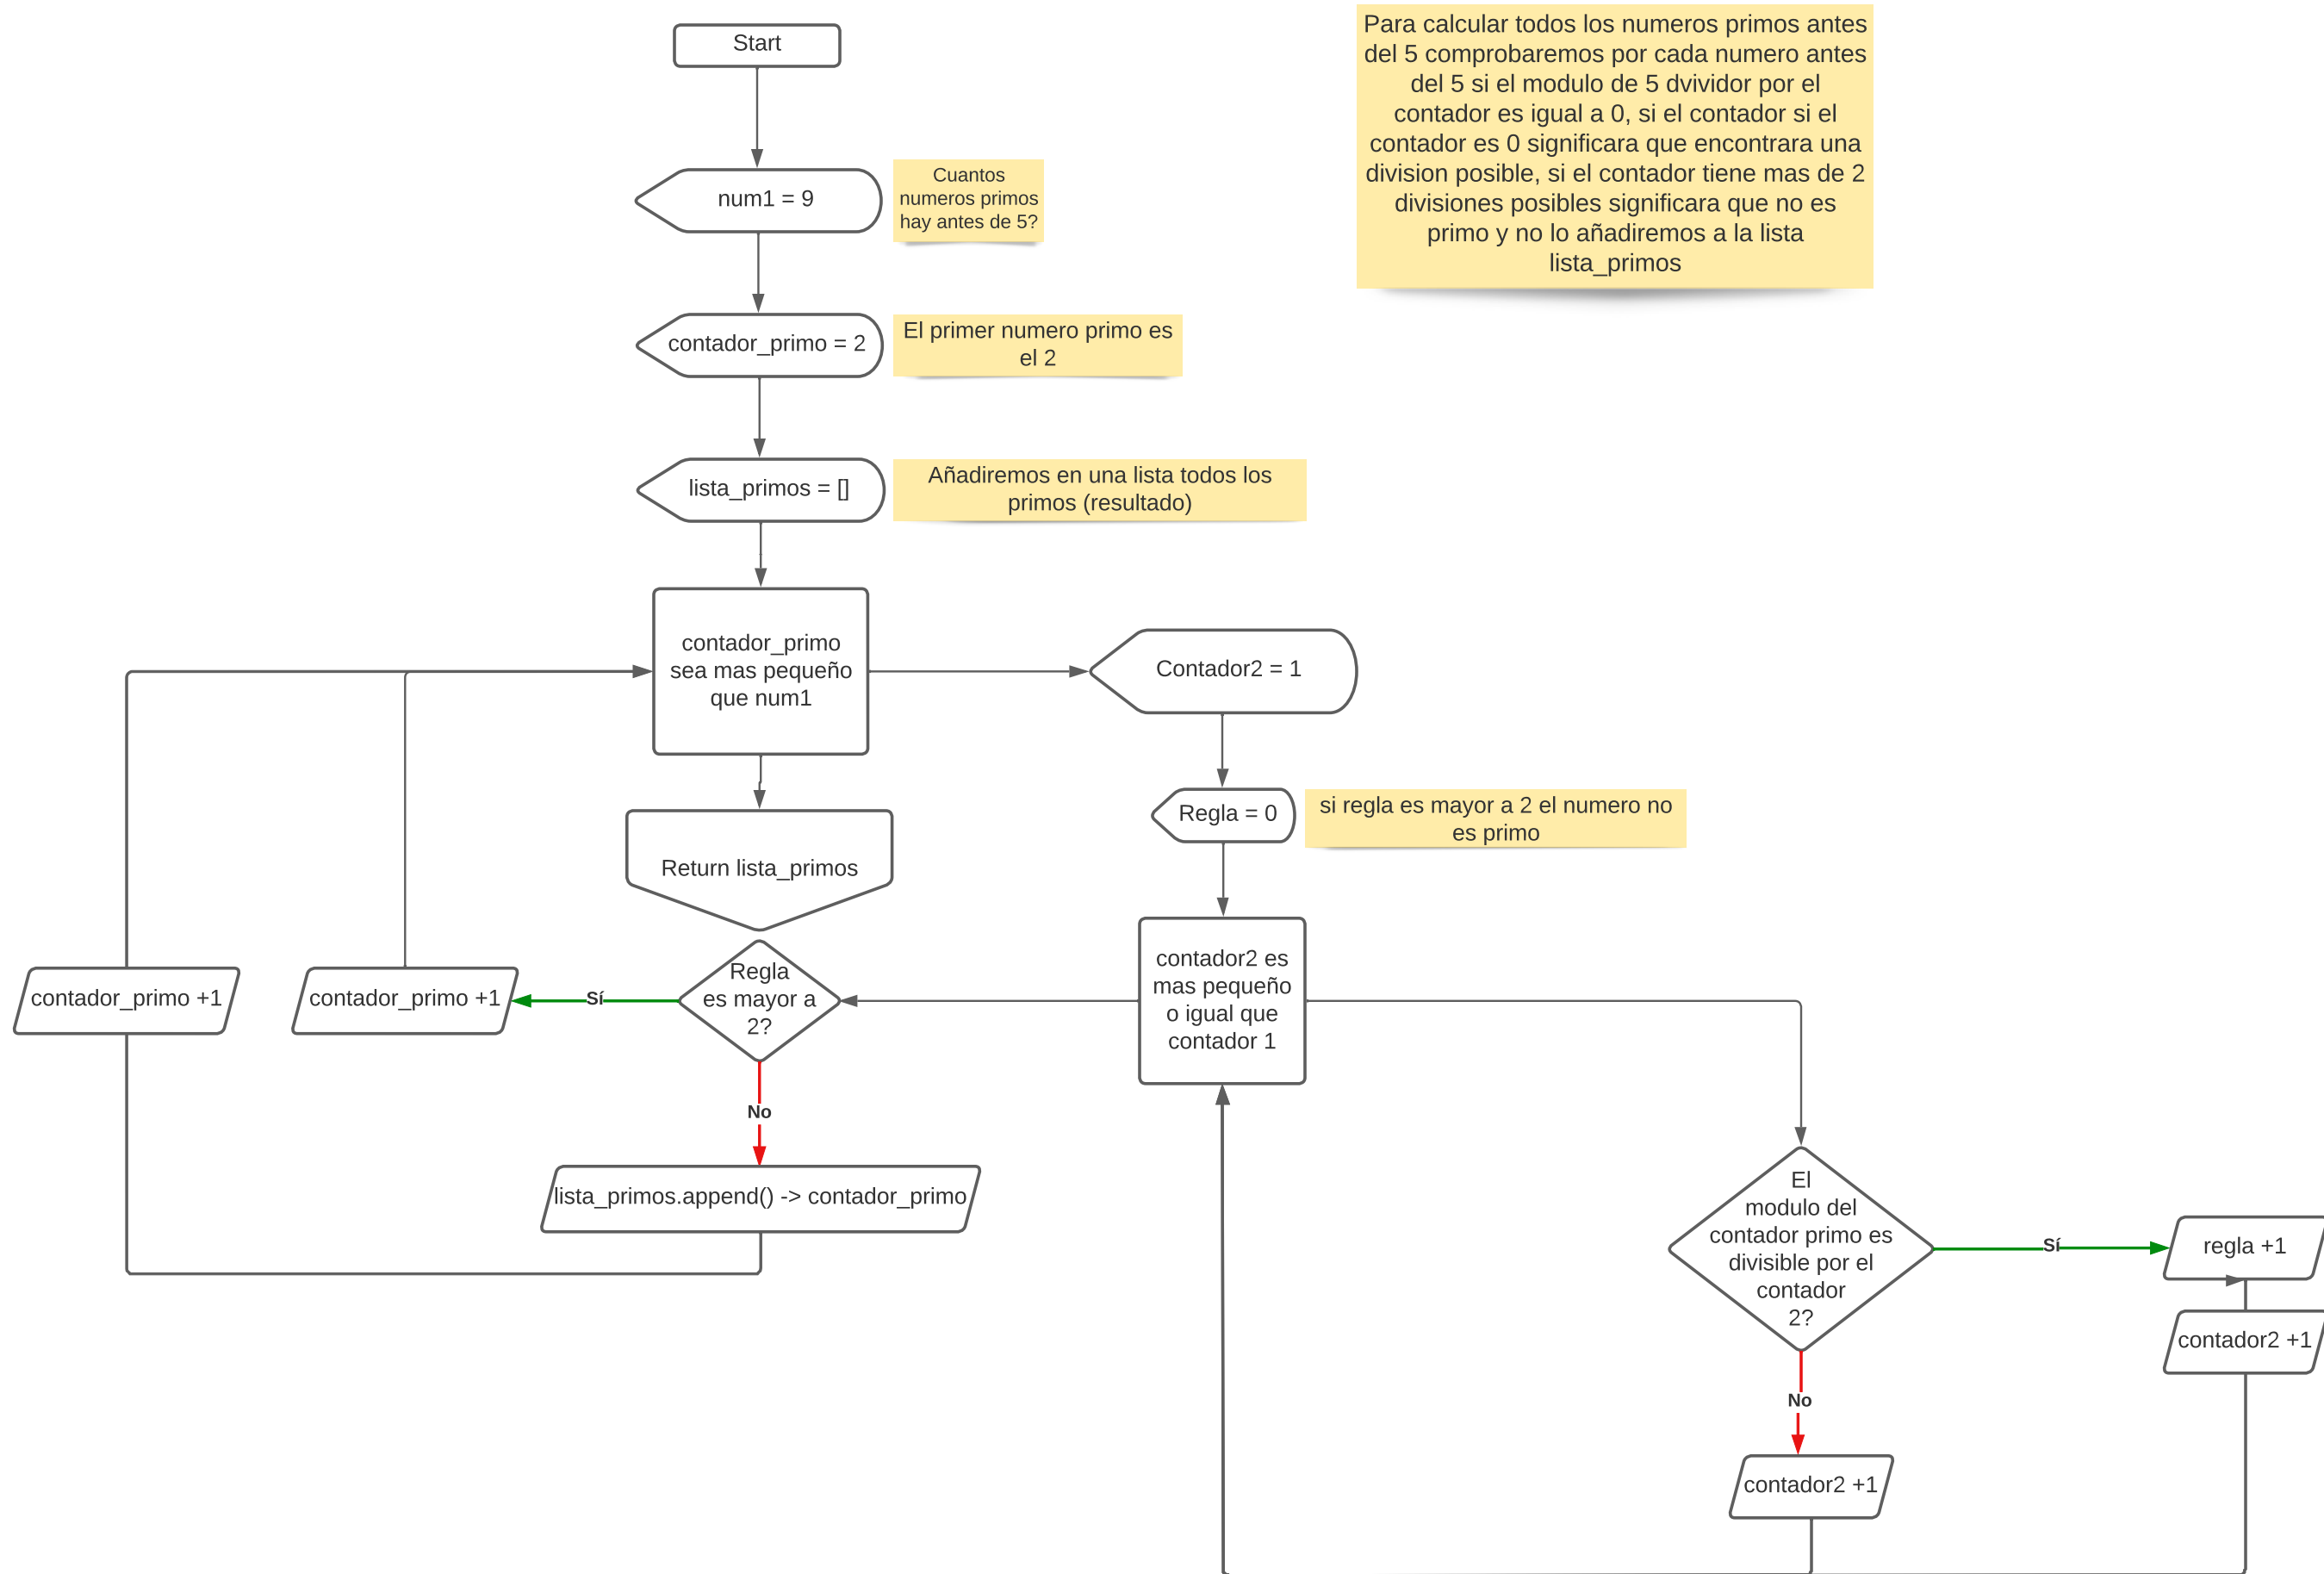 Start
Para calcular todos los numeros primos antes
del 5 comprobaremos por cada numero antes
del 5 si el modulo de 5 dvividor por el
contador es igual a 0, si el contador si el
contador es 0 significara que encontrara una
division posible, si el contador tiene mas de 2
divisiones posibles significara que no es
primo y no lo añadiremos a la lista
lista_primos
num1 = 9
Cuantos
numeros primos
hay antes de 5?
contador_primo = 2
El primer numero primo es
el 2
lista_primos = []
Añadiremos en una lista todos los
primos (resultado)
contador_primo
sea mas pequeño
que num1
Contador2 = 1
Regla = 0
si regla es mayor a 2 el numero no
es primo
Return lista_primos
contador_primo +1
contador_primo +1
Sí
Regla
es mayor a
2?
contador2 es
mas pequeño
o igual que
contador 1
No
lista_primos.append() -> contador_primo
El
modulo del
contador primo es
divisible por el
contador
2?
Sí
regla +1
contador2 +1
No
contador2 +1